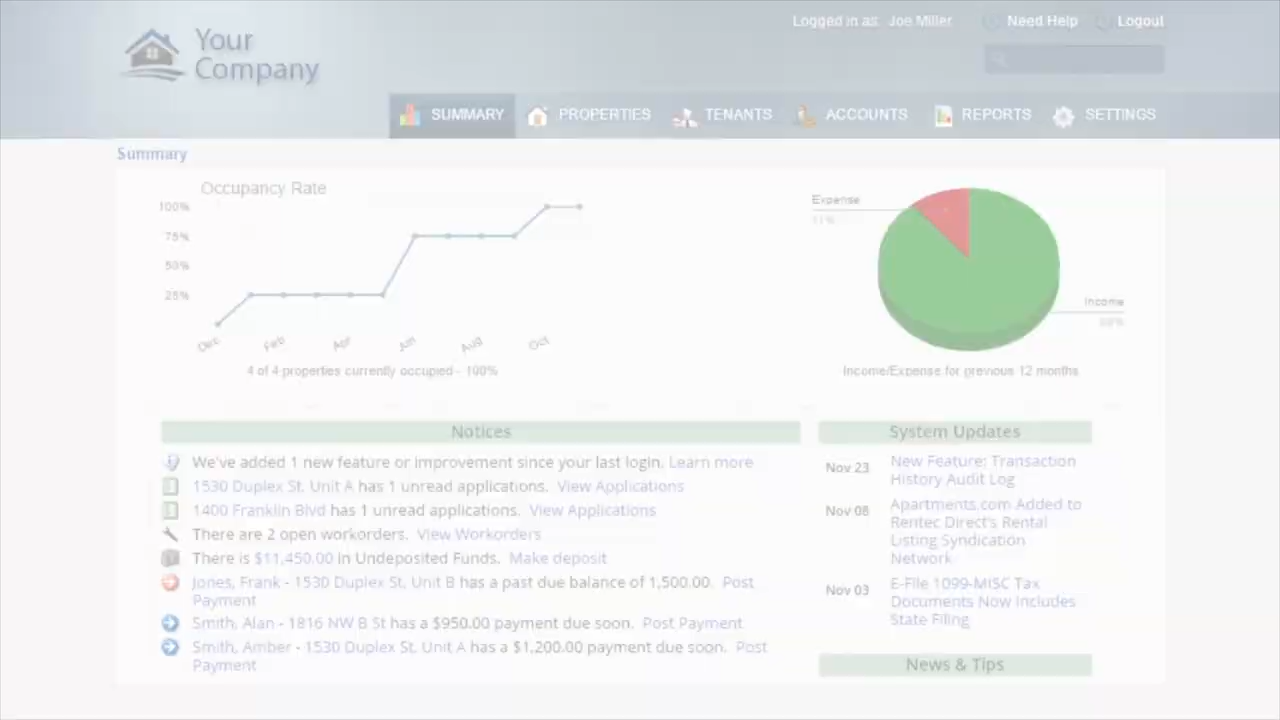 Your
Company
Logged in as: Joe Miller
Need Help
Logout
SUMMARY
PROPERTIES
TENANTS
ACCOUNTS
REPORTS
SETTINGS
Summary
Occupancy Rate
100%
75%
50%
25%
Dec
Feb
Apr
Jun
Aug
Oct
4 of 4 properties currently occupied - 100%
Expense
11%
Income
Income/Expense for previous 12 months
Notices
We've added 1 new feature or improvement since your last login. Learn more
1530 Duplex St. Unit A has 1 unread applications. View Applications
1400 Franklin Blvd has 1 unread applications. View Applications
There are 2 open workorders. View Workorders
There is $11,450.00 in Undeposited Funds. Make deposit
Jones, Frank - 1530 Duplex St, Unit B has a past due balance of 1,500.00. Post
Payment
Smith, Alan - 1816 NW B St has a $950.00 payment due soon. Post Payment
Smith, Amber - 1530 Duplex St, Unit A has a $1,200.00 payment due soon. Post
Payment
System Updates
Nov 23
New Feature: Transaction
History Audit Log
Nov 08
Apartments.com Added to
Rentec Direct's Rental
Listing Syndication
Network
Nov 03
E-File 1099-MISC Tax
Documents Now Includes
State Filing
News & Tips